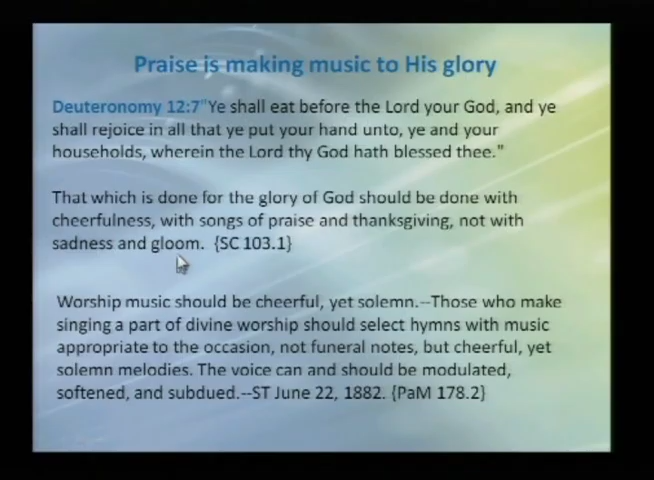 Praise is making music to His glory
Deuteronomy 12:7"Ye shall eat before the Lord your God, and ye
shall rejoice in all that ye put your hand unto, ye and your
households, wherein the Lord thy God hath blessed thee."
That which is done for the glory of God should be done with
cheerfulness, with songs of praise and thanksgiving, not with
sadness and gloom. {SC 103.1}
Worship music should be cheerful, yet solemn.--Those who make
singing a part of divine worship should select hymns with music
appropriate to the occasion, not funeral notes, but cheerful, yet
solemn melodies. The voice can and should be modulated,
softened, and subdued.--ST June 22, 1882. {PaM 178.2}